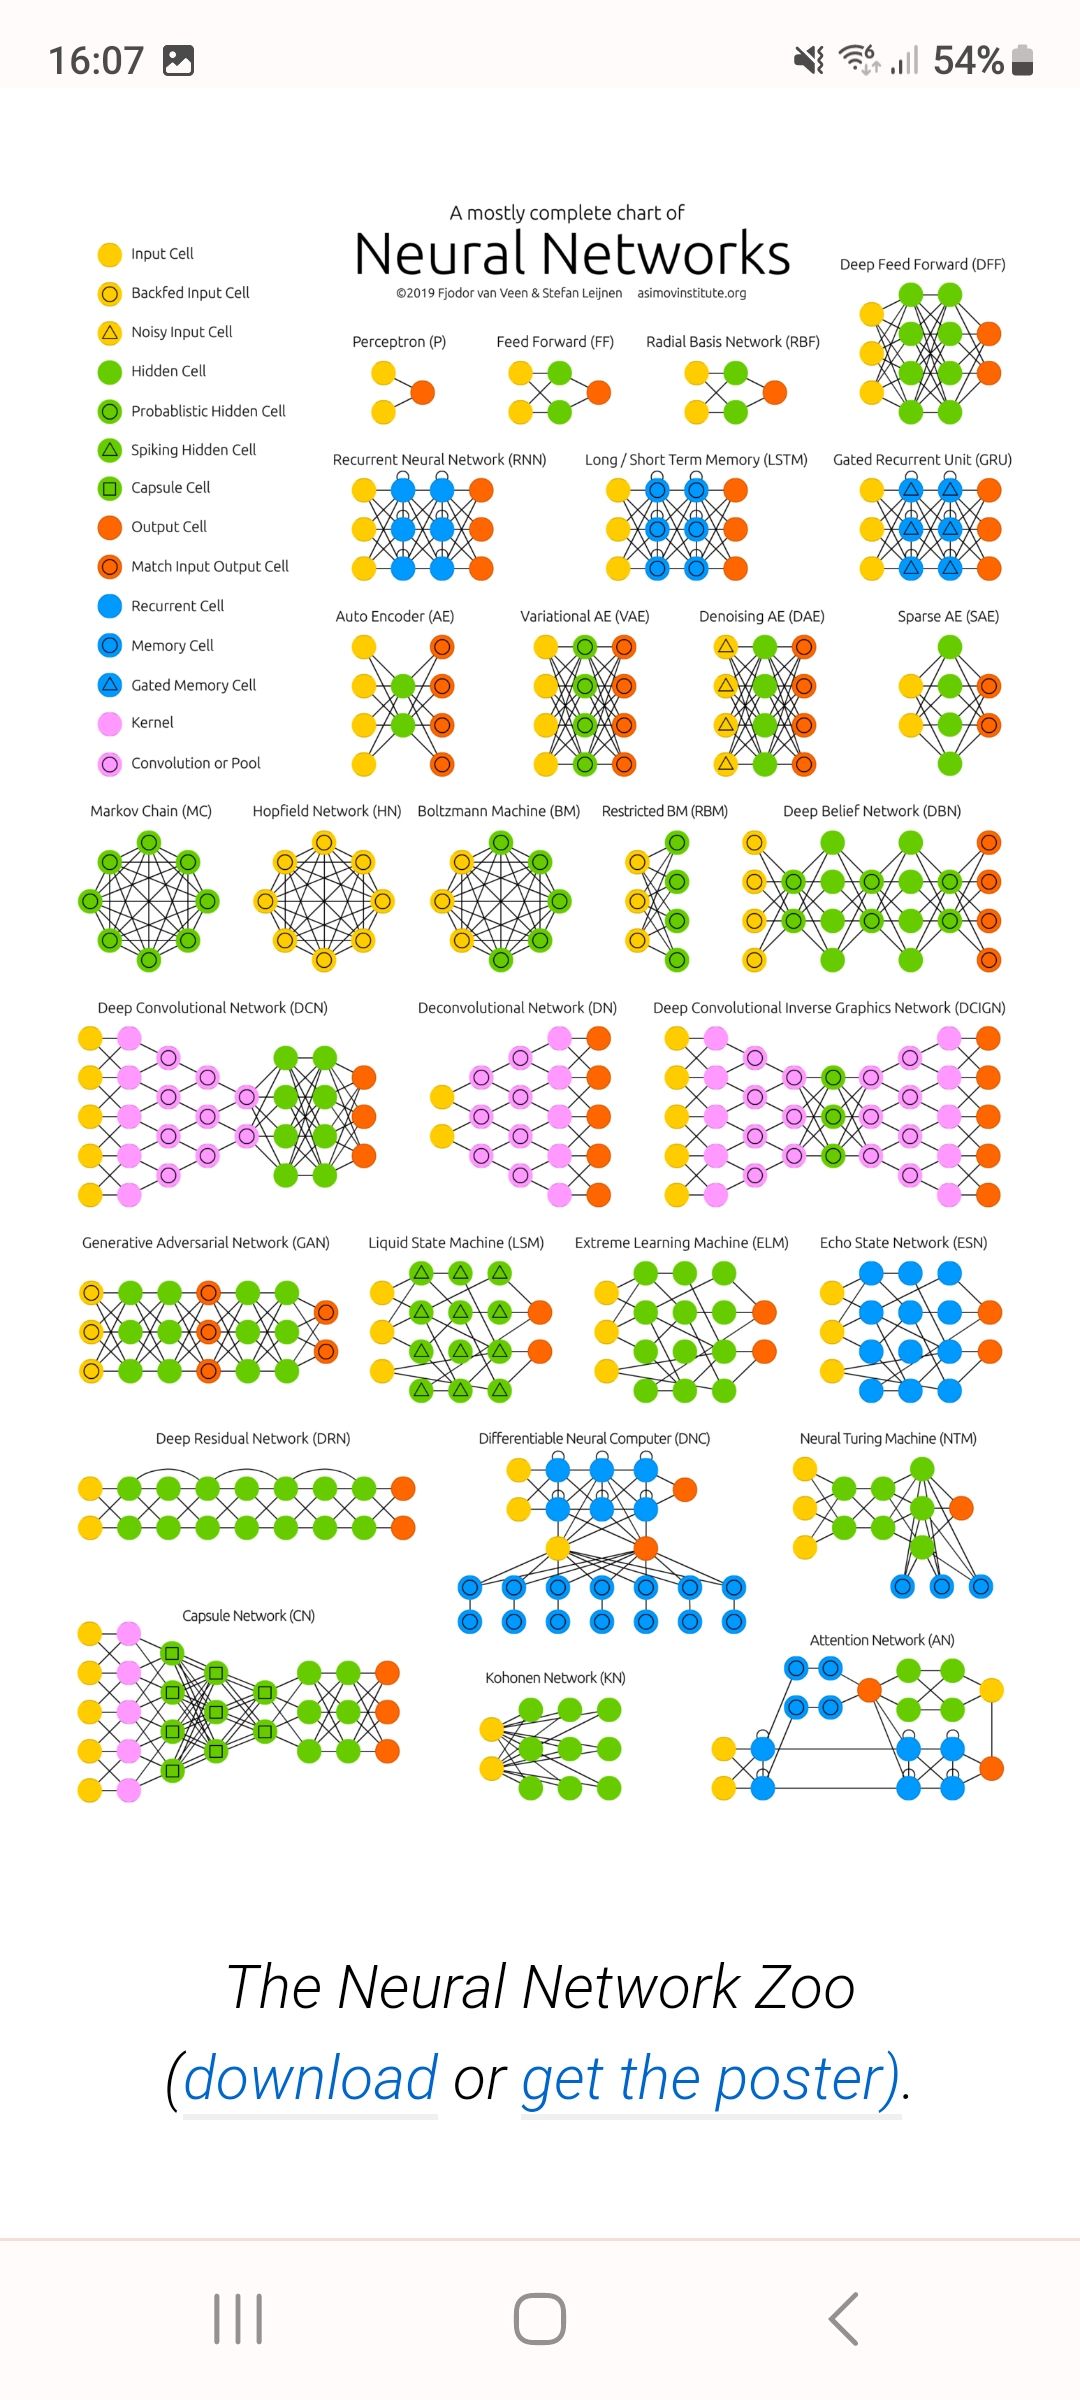 16:07
6
54%
A mostly complete chart of
Neural Networks
©2019 Fjodor van Veen & Stefan Leijnen asimovinstitute.org
Input Cell
Backfed Input Cell
Noisy Input Cell
Hidden Cell
Probablistic Hidden Cell
Spiking Hidden Cell
Capsule Cell
Output Cell
Match Input Output Cell
Recurrent Cell
Memory Cell
Gated Memory Cell
Kernel
Convolution or Pool
Deep Feed Forward (DFF)
Perceptron (P)
Feed Forward (FF)
Radial Basis Network (RBF)
Recurrent Neural Network (RNN)
Long / Short Term Memory (LSTM)
Gated Recurrent Unit (GRU)
Auto Encoder (AE)
Variational AE (VAE)
Denoising AE (DAE)
Sparse AE (SAE)
Markov Chain (MC)
Hopfield Network (HN)
Boltzmann Machine (BM)
Restricted BM (RBM)
Deep Belief Network (DBN)
Deep Convolutional Network (DCN)
Deconvolutional Network (DN)
Deep Convolutional Inverse Graphics Network (DCIGN)
Generative Adversarial Network (GAN)
Liquid State Machine (LSM)
Extreme Learning Machine (ELM)
Echo State Network (ESN)
Deep Residual Network (DRN)
Differentiable Neural Computer (DNC)
Neural Turing Machine (NTM)
Capsule Network (CN)
Kohonen Network (KN)
Attention Network (AN)
The Neural Network Zoo
(download or get the poster).